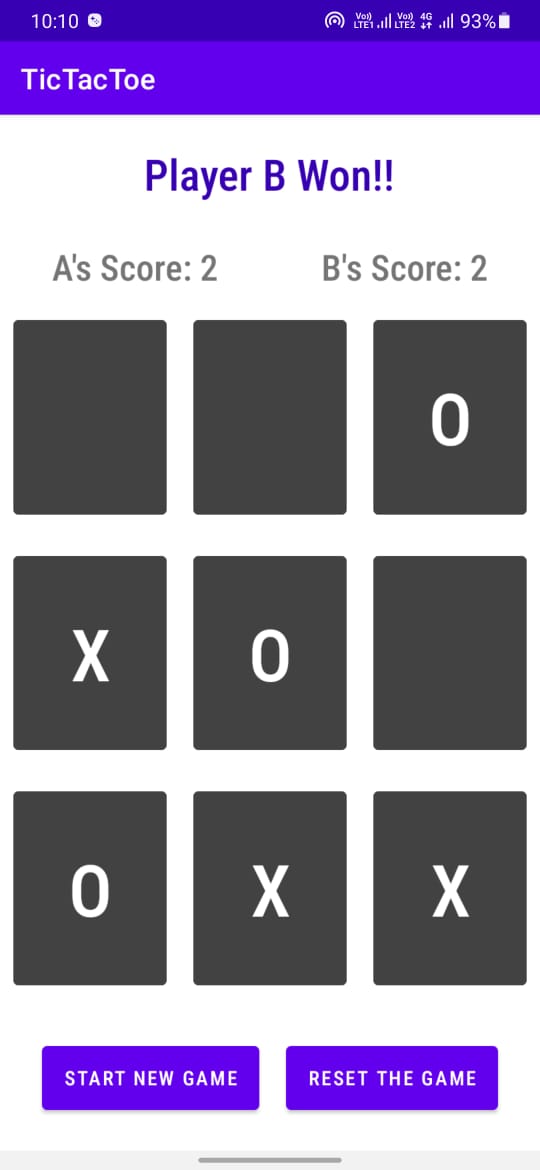 10:10 Vo)) LTE1 Vo)) LTE2 4G 93%
TicTacToe
Player B Won!!
A's Score: 2 B's Score: 2
O
X O
O X X
START NEW GAME RESET THE GAME